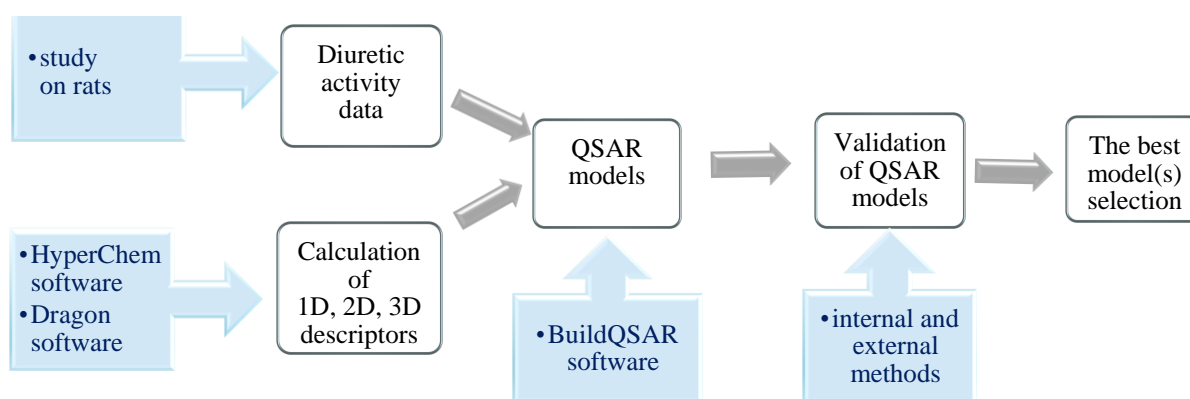 •study
on rats
Diuretic
activity
data
•HyperChem
software
•Dragon
software
Calculation
of
1D, 2D, 3D
descriptors
QSAR
models
•BuildQSAR
software
Validation
of QSAR
models
•internal and
external
methods
The best
model(s)
selection